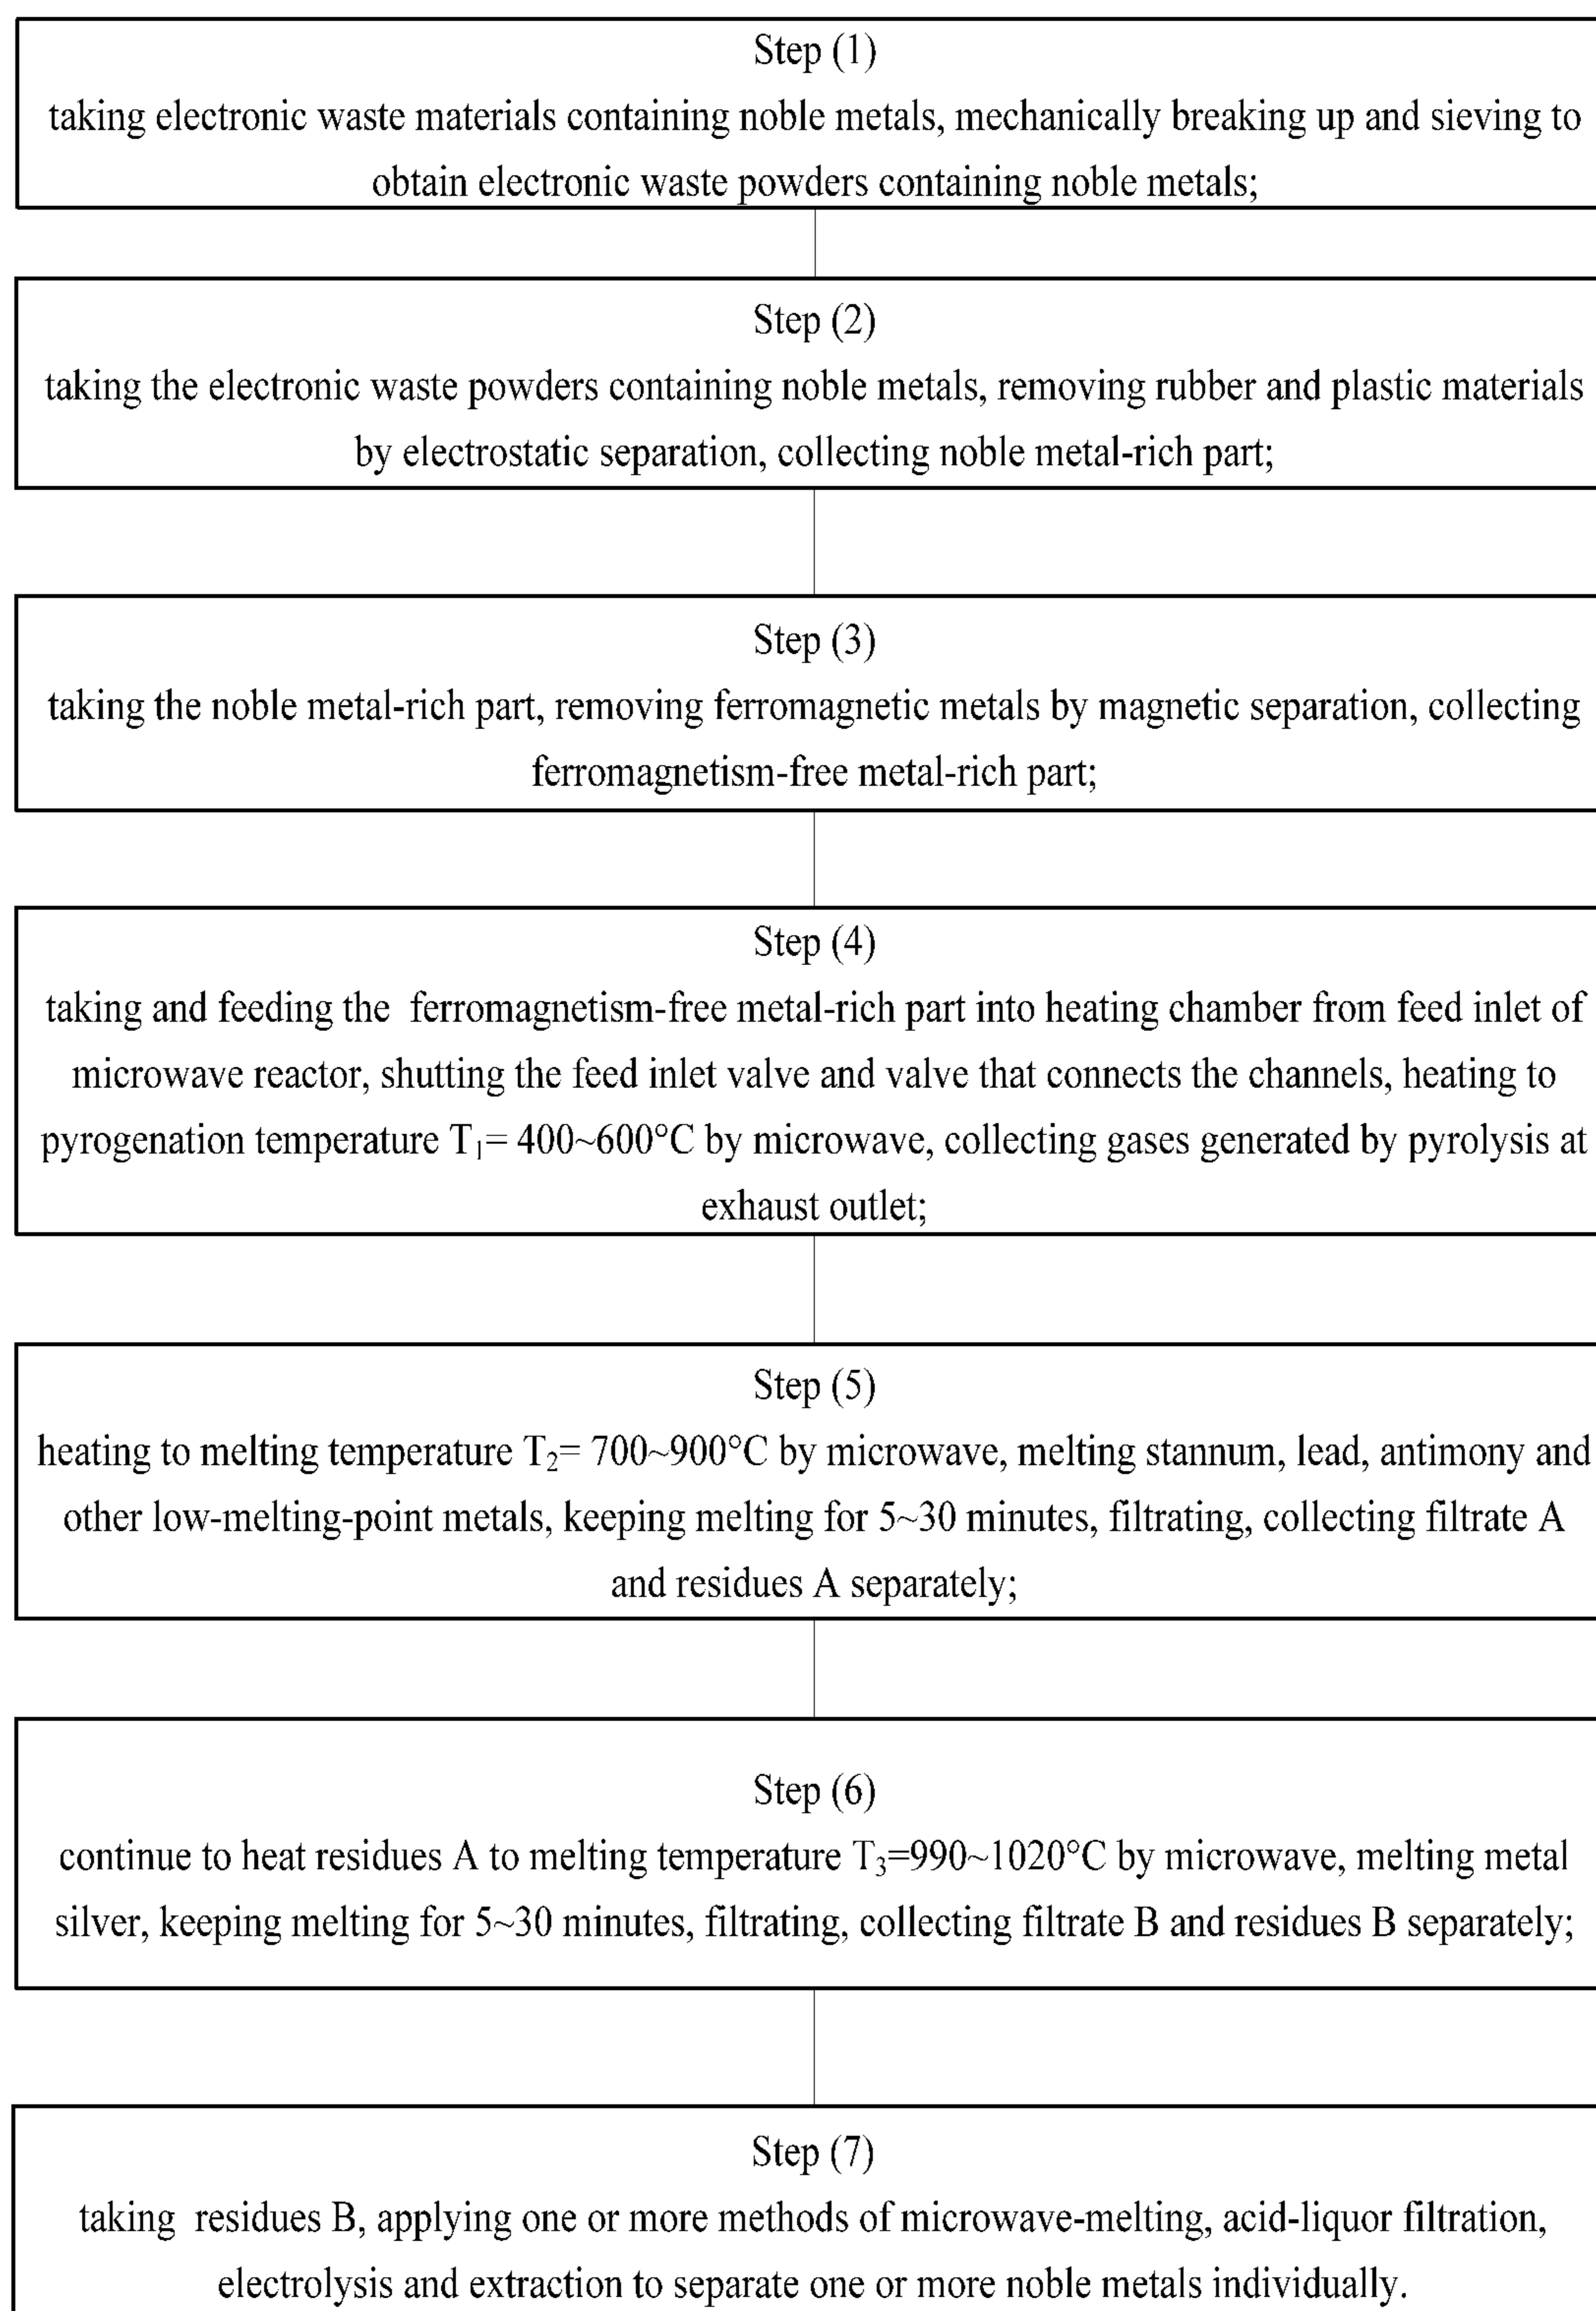 Step (1)
taking electronic waste materials containing noble metals, mechanically breaking up and sieving to
obtain electronic waste powders containing noble metals;
Step (2)
taking the electronic waste powders containing noble metals, removing rubber and plastic materials
by electrostatic separation, collecting noble metal-rich part;
Step (3)
taking the noble metal-rich part, removing ferromagnetic metals by magnetic separation, collecting
ferromagnetism-free metal-rich part;
Step (4)
taking and feeding the ferromagnetism-free metal-rich part into heating chamber from feed inlet of
microwave reactor, shutting the feed inlet valve and valve that connects the channels, heating to
pyrogenation temperature T₁= 400~600°C by microwave, collecting gases generated by pyrolysis at
exhaust outlet;
Step (5)
heating to melting temperature T₂= 700~900°C by microwave, melting stannum, lead, antimony and
other low-melting-point metals, keeping melting for 5~30 minutes, filtrating, collecting filtrate A
and residues A separately;
Step (6)
continue to heat residues A to melting temperature T₃=990~1020°C by microwave, melting metal
silver, keeping melting for 5~30 minutes, filtrating, collecting filtrate B and residues B separately;
Step (7)
taking residues B, applying one or more methods of microwave-melting, acid-liquor filtration,
electrolysis and extraction to separate one or more noble metals individually.